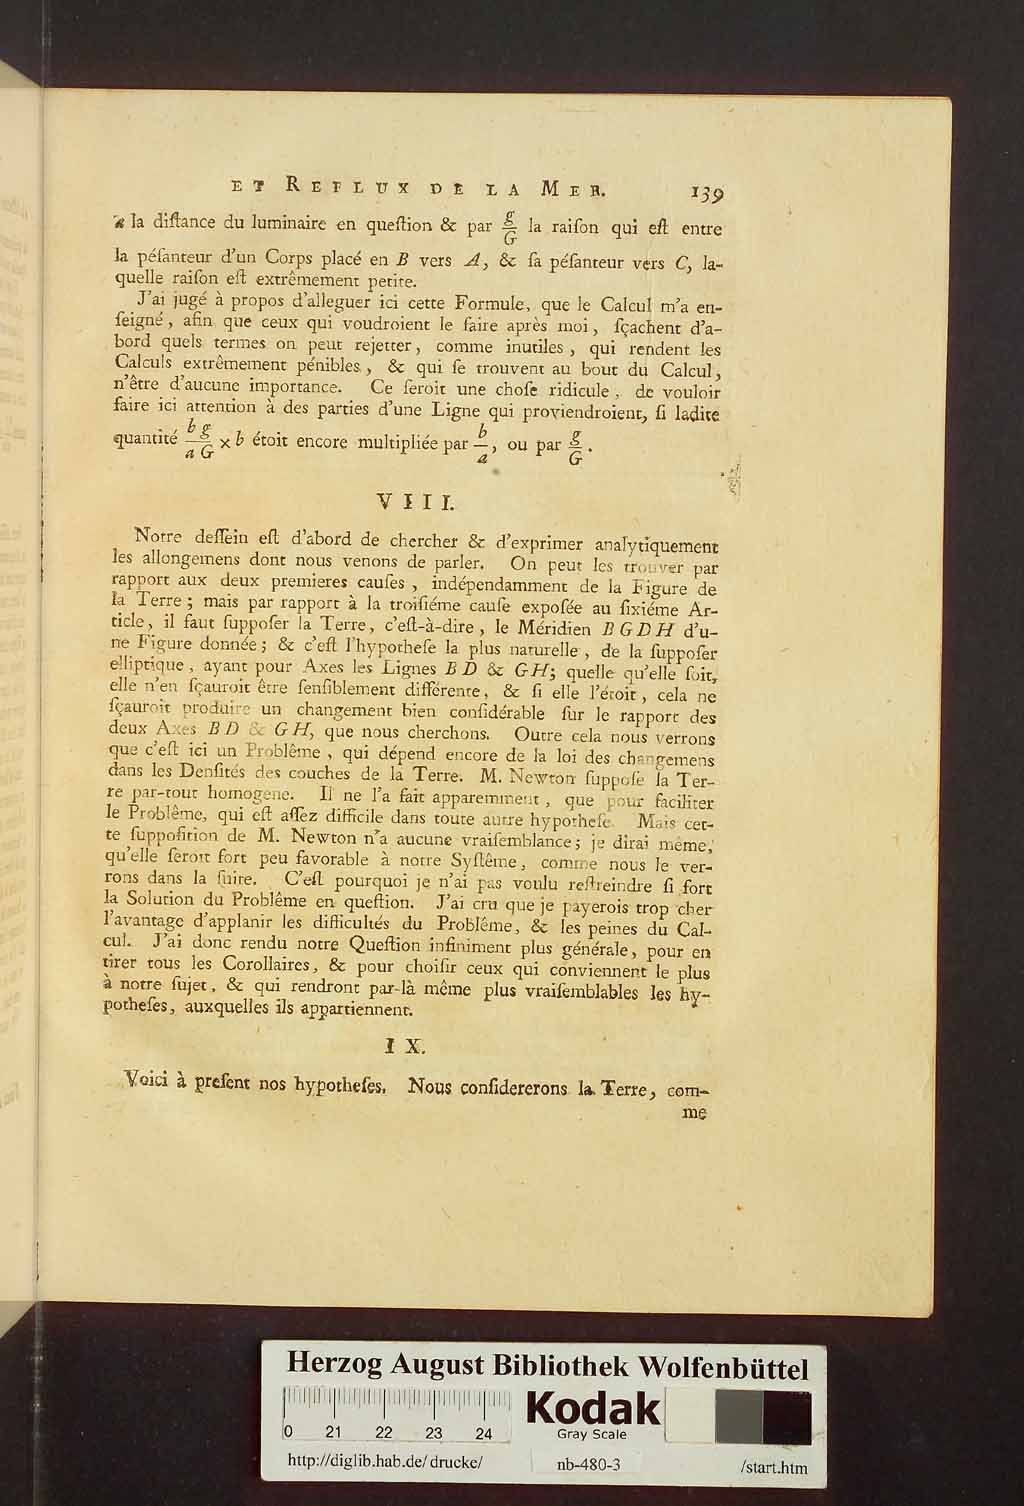 ET REFLUX DE LA MER. 139
a la diſtance du luminaire en queſtion & par g/G la raiſon qui eſt entre
la péſanteur d'un Corps placé en B vers A, & ſa péſanteur vers C, la-
quelle raiſon eſt extrêmement petite.
J'ai jugé à propos d'alleguer ici cette Formule, que le Calcul m'a en-
ſeigné, afin que ceux qui voudroient le faire après moi, ſçachent d'a-
bord quels termes on peut rejetter, comme inutiles, qui rendent les
Calculs extrêmement pénibles, & qui ſe trouvent au bout du Calcul,
n'être d'aucune importance. Ce ſeroit une choſe ridicule, de vouloir
faire ici attention à des parties d'une Ligne qui proviendroient, ſi ladite
quantité bg/aG × b étoit encore multipliée par b/a, ou par g/G.
VIII.
Notre deſſein eſt d'abord de chercher & d'exprimer analytiquement
les allongemens dont nous venons de parler. On peut les trouver par
rapport aux deux premieres cauſes, indépendamment de la Figure de
la Terre; mais par rapport à la troiſiéme cauſe expoſée au ſixiéme Ar-
ticle, il faut ſuppoſer la Terre, c'eſt-à-dire, le Méridien BGDH d'u-
ne Figure donnée; & c'eſt l'hypotheſe la plus naturelle, de la ſuppoſer
elliptique, ayant pour Axes les Lignes BD & GH; quelle qu'elle ſoit,
elle n'en ſçauroit être ſenſiblement différente, & ſi elle l'étoit, cela ne
ſçauroit produire un changement bien conſidérable ſur le rapport des
deux Axes BD & GH, que nous cherchons. Outre cela nous verrons
que c'eſt ici un Problême, qui dépend encore de la loi des changemens
dans les Denſités des couches de la Terre. M. Newton ſuppoſe la Ter-
re par-tout homogene. Il ne l'a fait apparemment, que pour faciliter
le Problême, qui eſt aſſez difficile dans toute autre hypotheſe. Mais cet-
te ſuppoſition de M. Newton n'a aucune vraiſemblance; je dirai même,
qu'elle ſeroit fort peu favorable à notre Syſtême, comme nous le ver-
rons dans la ſuite. C'eſt pourquoi je n'ai pas voulu reſtreindre ſi fort
la Solution du Problême en queſtion. J'ai cru que je payerois trop cher
l'avantage d'applanir les difficultés du Problême, & les peines du Cal-
cul. J'ai donc rendu notre Queſtion infiniment plus générale, pour en
tirer tous les Corollaires, & pour choiſir ceux qui conviennent le plus
à notre ſujet, & qui rendront par-là même plus vraiſemblables les hy-
potheſes, auxquelles ils appartiennent.
IX.
Voici à preſent nos hypotheſes. Nous conſidererons la Terre, com-
me
Herzog August Bibliothek Wolfenbüttel
Kodak
Gray Scale
0 21 22 23 24
http://diglib.hab.de/drucke/ nb-480-3 /start.htm